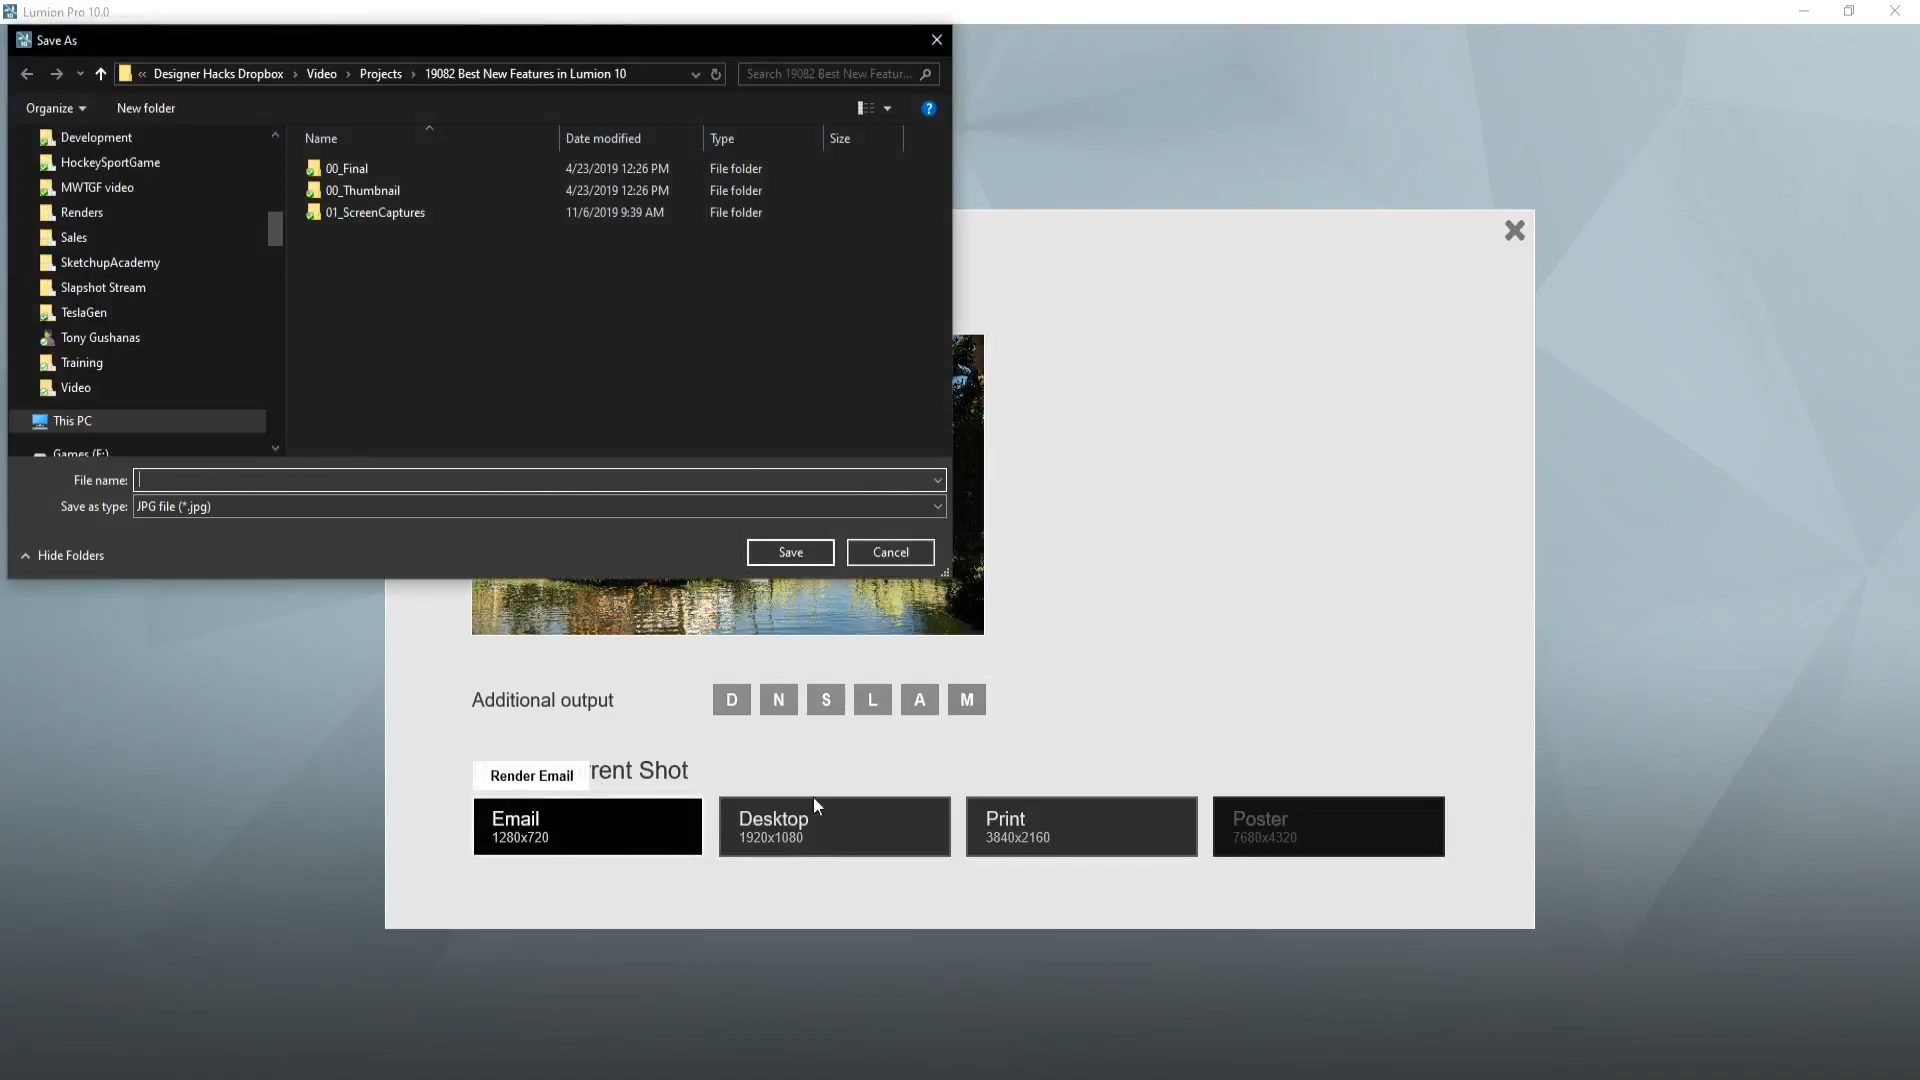 Lumion Pro 10.0
Save As
« Designer Hacks Dropbox › Video › Projects › 19082 Best New Features in Lumion 10
Search 19082 Best New Featur...
Organize
New folder
Name
Date modified
Type
Size
Development
HockeySportGame
MWTGF video
Renders
Sales
SketchupAcademy
Slapshot Stream
TeslaGen
Tony Gushanas
Training
Video
This PC
Games (F:)
00_Final 4/23/2019 12:26 PM File folder
00_Thumbnail 4/23/2019 12:26 PM File folder
01_ScreenCaptures 11/6/2019 9:39 AM File folder
File name:
Save as type: JPG file (*.jpg)
Hide Folders
Save
Cancel
Additional output D N S L A M
Render Email
rrent Shot
Email
1280x720
Desktop
1920x1080
Print
3840x2160
Poster
7680x4320